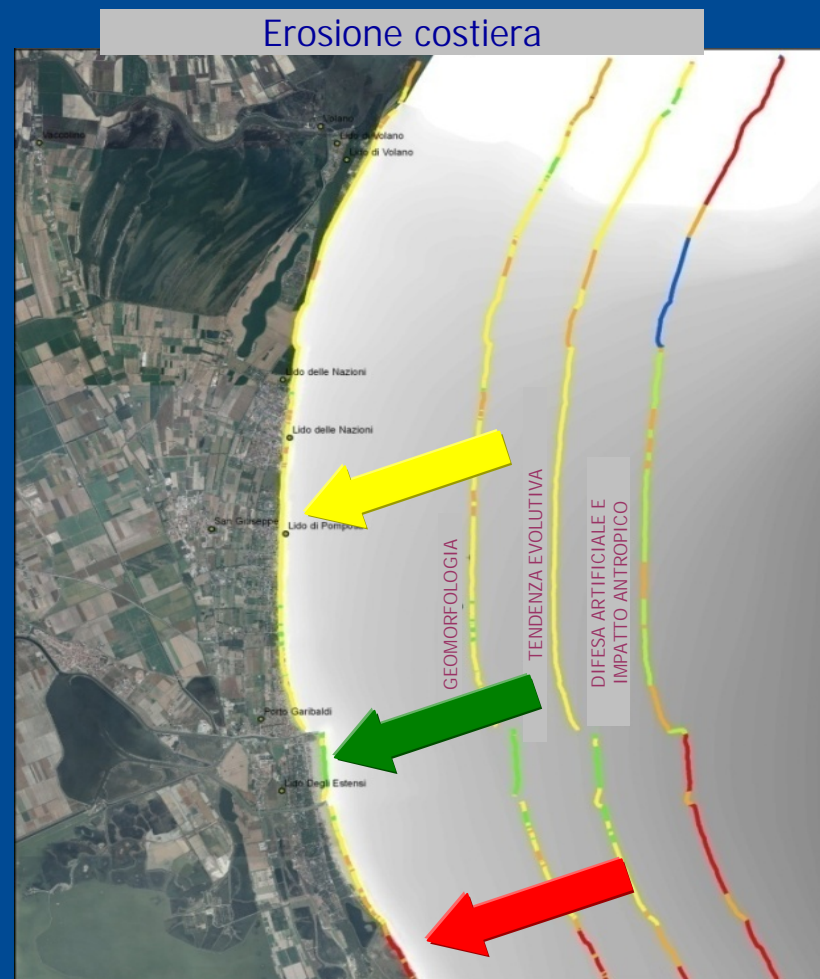 Erosione costiera
Volano
Vaccolino
Lido di Volano
Lido di Volano
Lido delle Nazioni
Lido delle Nazioni
San Giuseppe
Lido di Pomposa
GEOMORFOLOGIA
TENDENZA EVOLUTIVA
DIFESA ARTIFICIALE E
IMPATTO ANTROPICO
Porto Garibaldi
Lido Degli Estensi